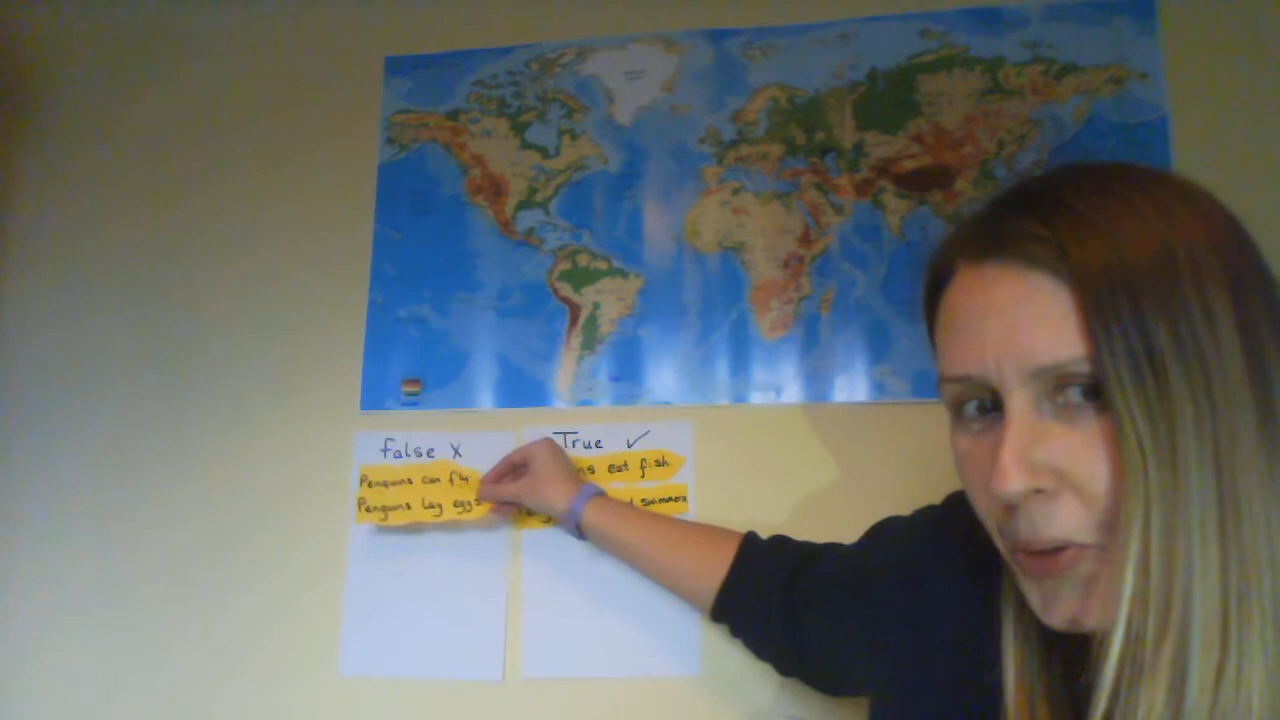 false X
Penguins can fly
Penguins lay eggs
True ✓
eat fish.
swimmers